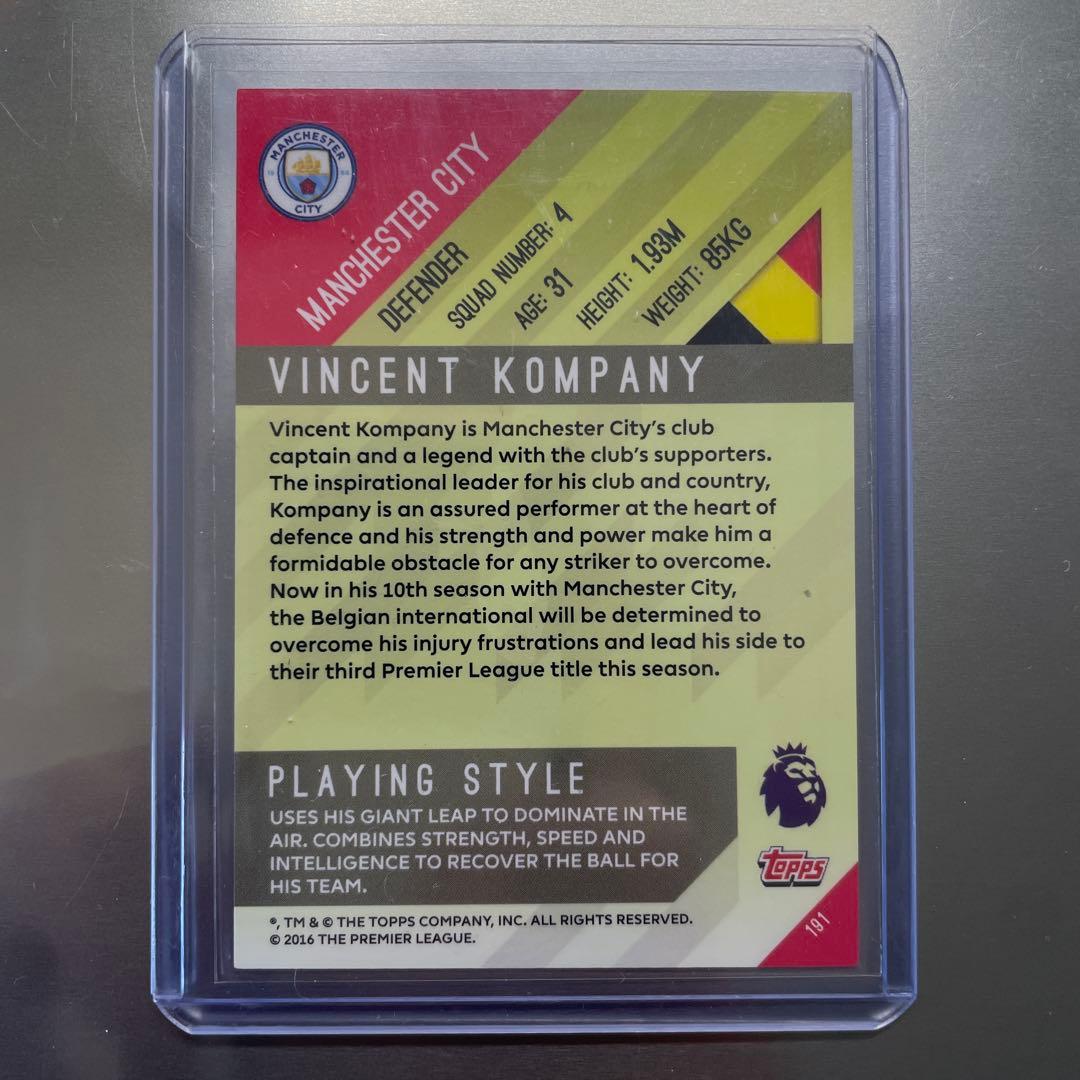 MANCHESTER
18 94
CITY
MANCHESTER CITY
DEFENDER
SQUAD NUMBER: 4
AGE: 31
HEIGHT: 1.93M
WEIGHT: 85KG
VINCENT KOMPANY
Vincent Kompany is Manchester City's club
captain and a legend with the club's supporters.
The inspirational leader for his club and country,
Kompany is an assured performer at the heart of
defence and his strength and power make him a
formidable obstacle for any striker to overcome.
Now in his 10th season with Manchester City,
the Belgian international will be determined to
overcome his injury frustrations and lead his side to
their third Premier League title this season.
PLAYING STYLE
USES HIS GIANT LEAP TO DOMINATE IN THE
AIR. COMBINES STRENGTH, SPEED AND
INTELLIGENCE TO RECOVER THE BALL FOR
HIS TEAM.
topps
®, TM & © THE TOPPS COMPANY, INC. ALL RIGHTS RESERVED.
© 2016 THE PREMIER LEAGUE.
191